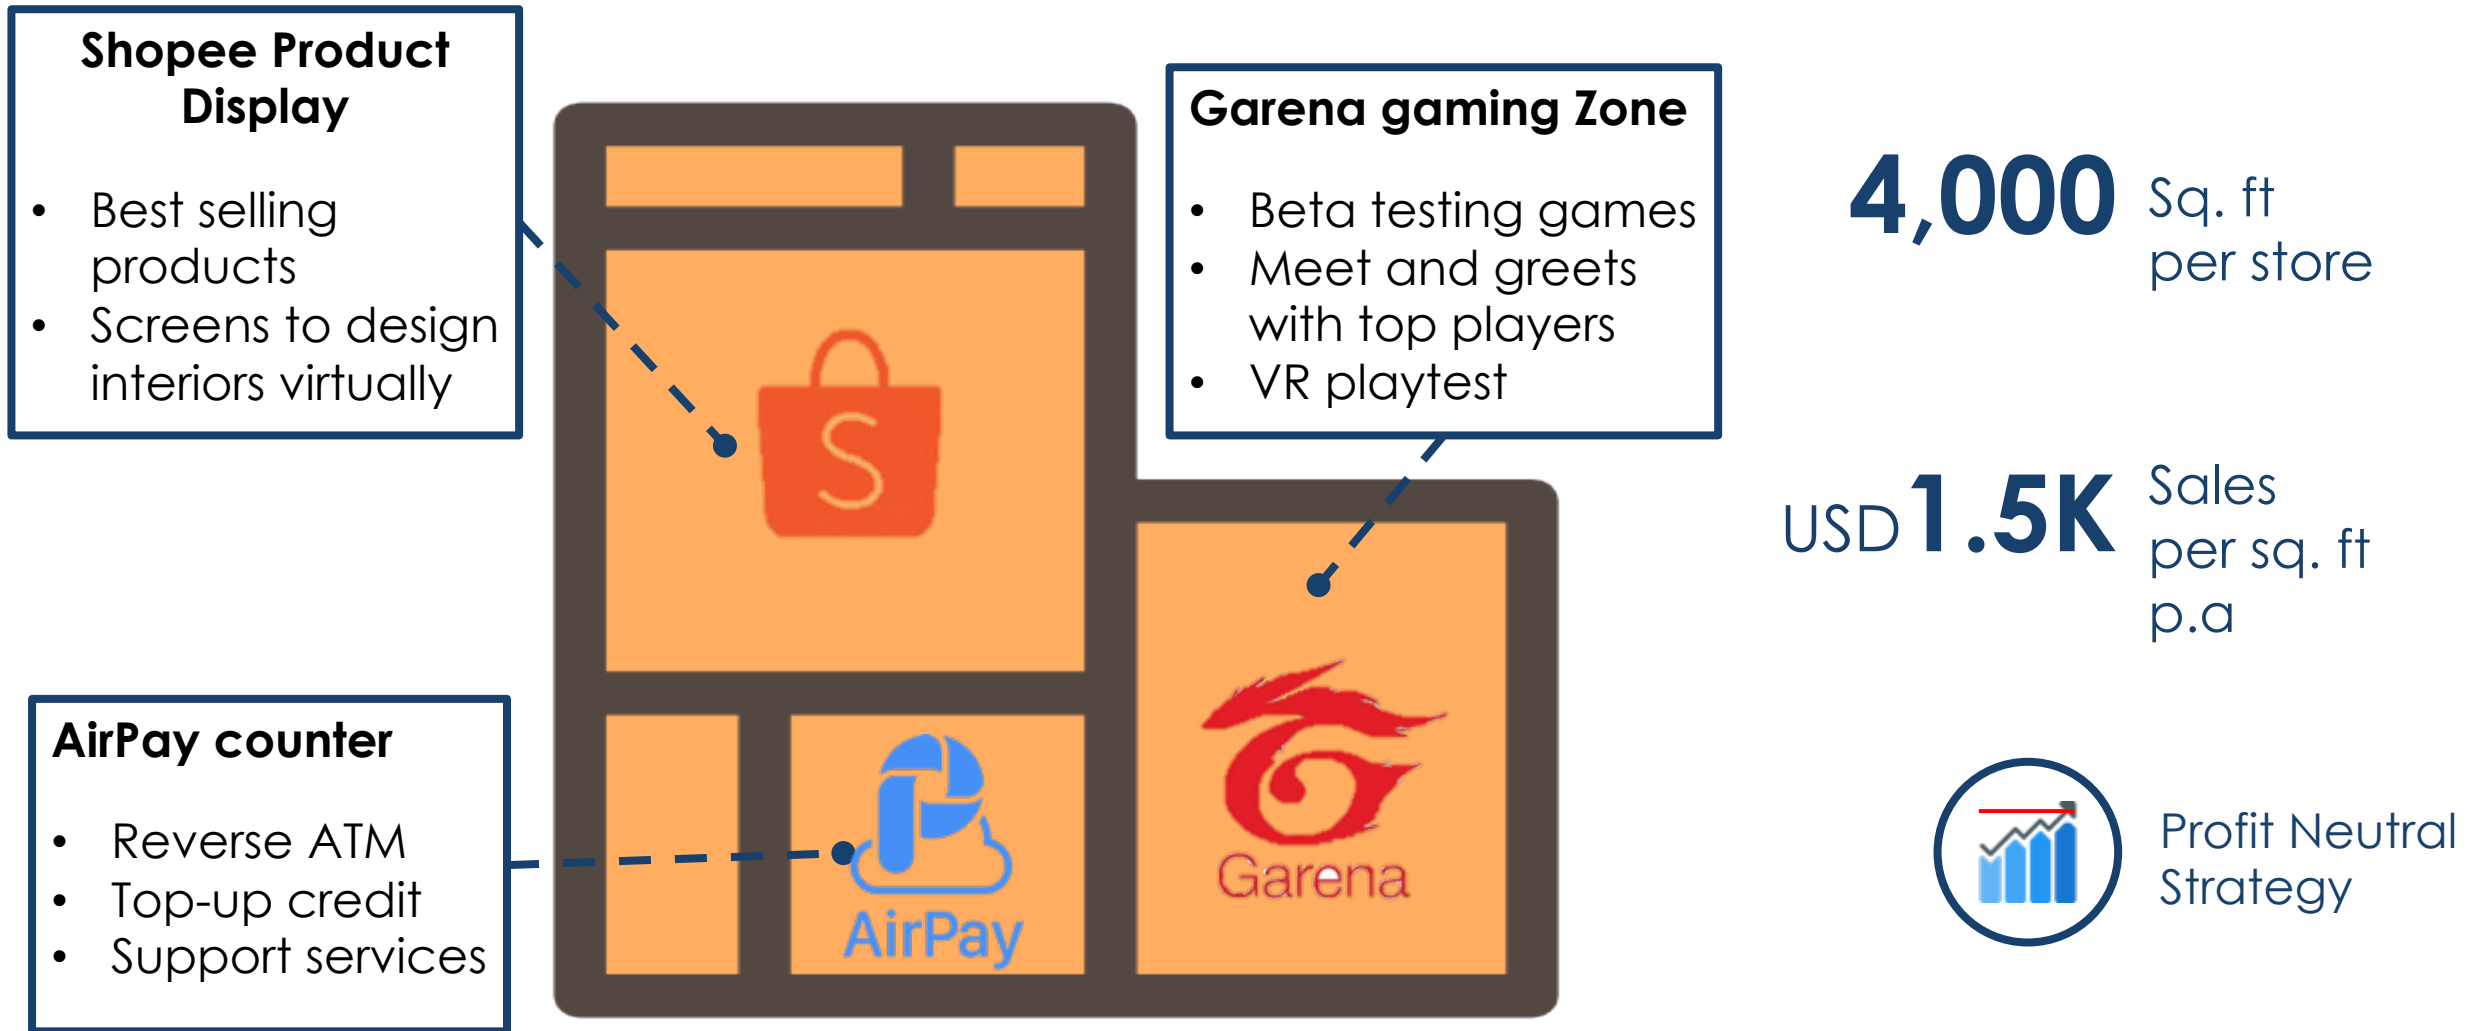 Shopee Product
Display
• Best selling
products
• Screens to design
interiors virtually
Garena gaming Zone
• Beta testing games
• Meet and greets
with top players
• VR playtest
AirPay counter
• Reverse ATM
• Top-up credit
• Support services
S
AirPay
Garena
4,000 Sq. ft
per store
USD 1.5K Sales
per sq. ft
p.a
Profit Neutral
Strategy